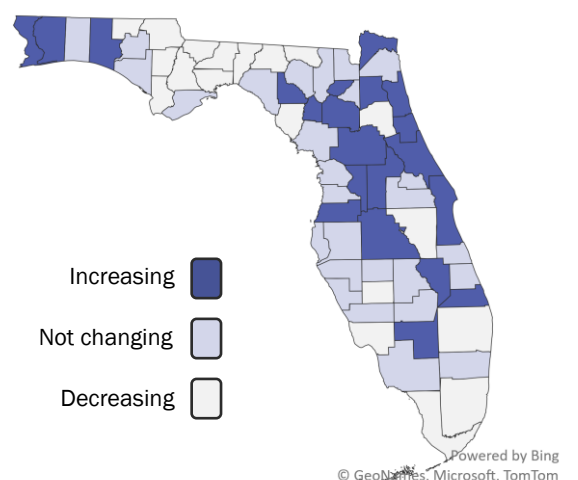 Increasing
Not changing
Decreasing
Powered by Bing
© GeoNames, Microsoft, TomTom